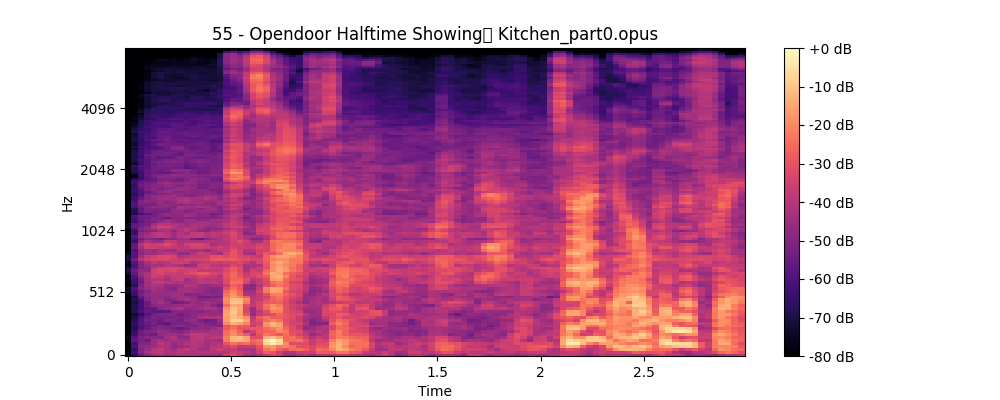 55 - Opendoor Halftime Showing▯ Kitchen_part0.opus
Hz
4096
2048
1024
512
0
0
0.5
1
1.5
2
2.5
Time
+0 dB
-10 dB
-20 dB
-30 dB
-40 dB
-50 dB
-60 dB
-70 dB
-80 dB